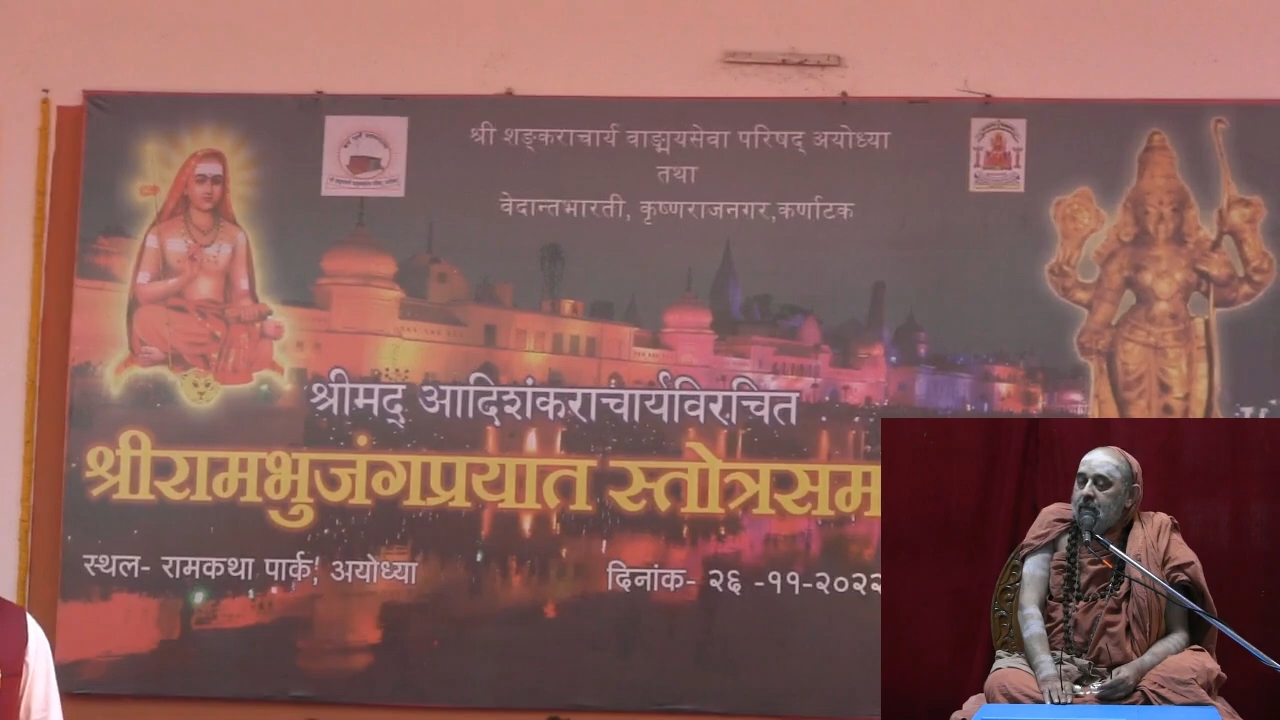 श्री शङ्कराचार्य वाङ्मयसेवा परिषद् अयोध्या
तथा
वेदान्तभारती, कृष्णराजनगर,कर्णाटक
श्रीमद् आदिशंकराचार्यविरचित
श्रीरामभुजंगप्रयात स्तोत्रसम
स्थल- रामकथा पार्क, अयोध्या
दिनांक- २६ -११-२०२२